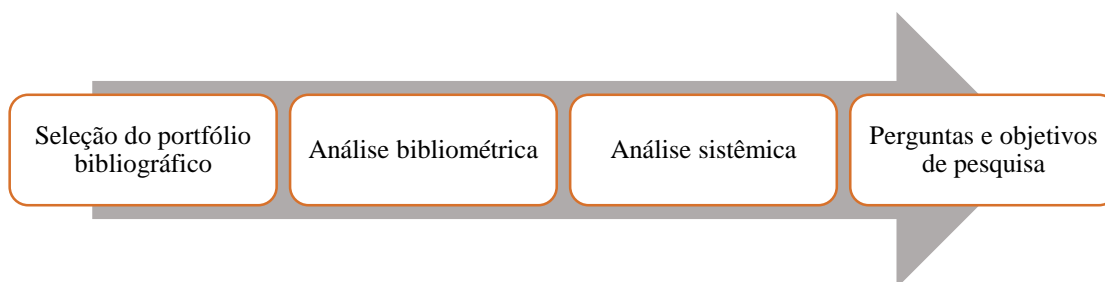 Seleção do portfólio
bibliográfico
Análise bibliométrica
Análise sistêmica
Perguntas e objetivos
de pesquisa